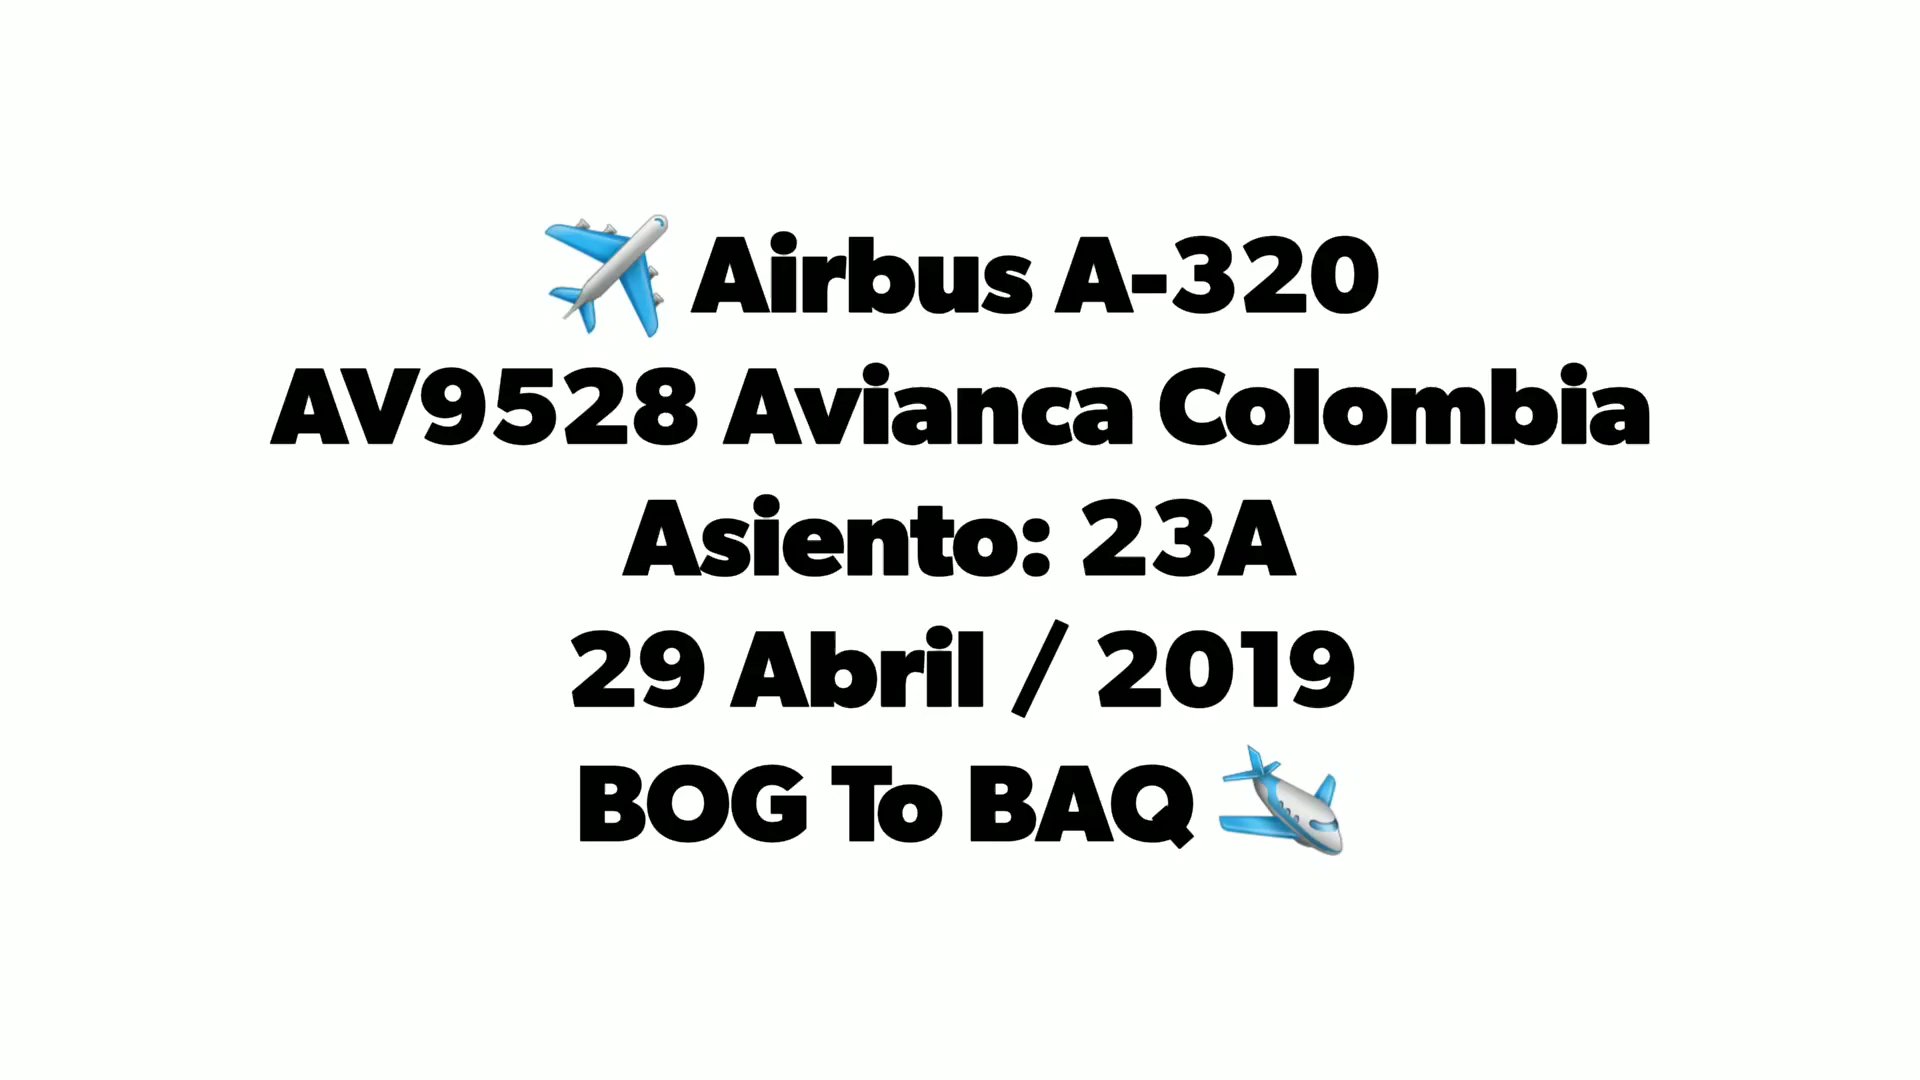 ✈️ Airbus A-320
AV9528 Avianca Colombia
Asiento: 23A
29 Abril / 2019
BOG To BAQ 🛬